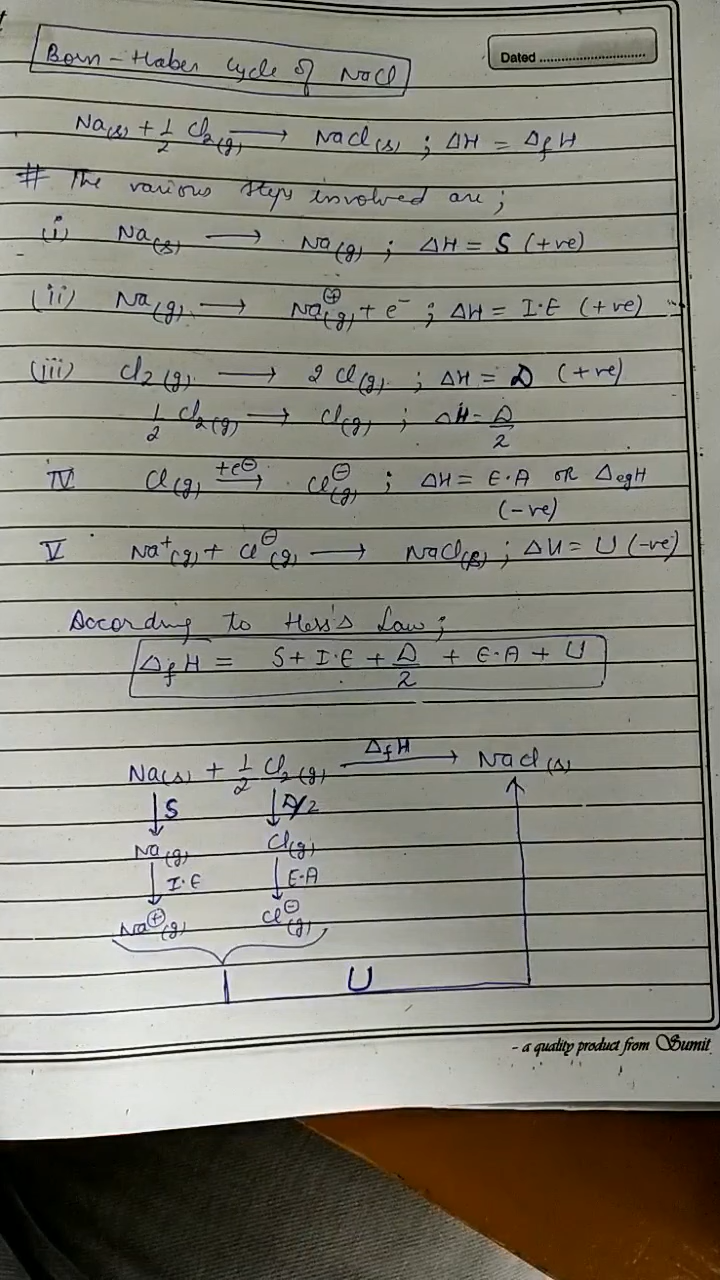 Born-Haber Cycle of NaCl
Dated ..............................
Na(s) + 1/2 Cl2(g) ⟶ NaCl(s) ; ΔH = ΔfH
# The various steps involved are ;
(i) Na(s) ⟶ Na(g) ; ΔH = S (+ve)
(ii) Na(g) ⟶ Na⊕(g) + e⁻ ; ΔH = I·E (+ve)
(iii) Cl2(g) ⟶ 2 Cl(g) ; ΔH = D (+ve)
1/2 Cl2(g) ⟶ Cl(g) ; ΔH = D/2
IV Cl(g) +e⊖⟶ Cl⊖(g) ; ΔH = E·A OR ΔegH
(-ve)
V Na⁺(g) + Cl⊖(g) ⟶ NaCl(s) ; ΔH = U (-ve)
According to Hess's Law ;
ΔfH = S + I·E + D/2 + E·A + U
Na(s) + 1/2 Cl2(g) ΔfH⟶ NaCl(s)
↓S ↓D/2
Na(g) Cl(g)
↓I·E ↓E·A
Na⊕(g) Cl⊖(g)
U
- a quality product from Sumit